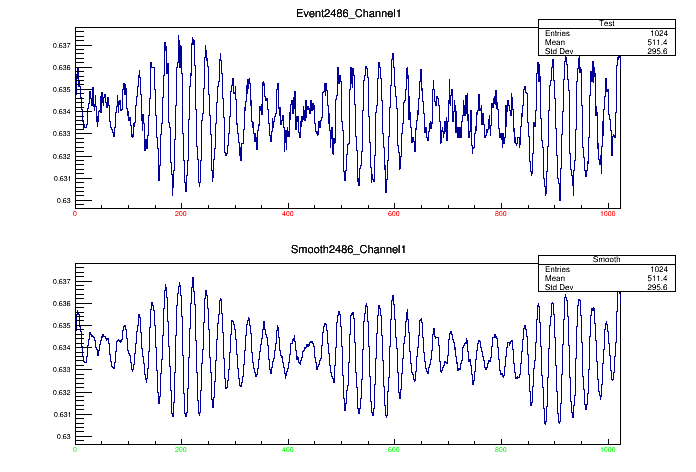 Event2486_Channel1
Test
Entries 1024
Mean 511.4
Std Dev 295.6
0.637
0.636
0.635
0.634
0.633
0.632
0.631
0.63
0 200 400 600 800 1000
Smooth2486_Channel1
Smooth
Entries 1024
Mean 511.4
Std Dev 295.6
0.637
0.636
0.635
0.634
0.633
0.632
0.631
0.63
0 200 400 600 800 1000